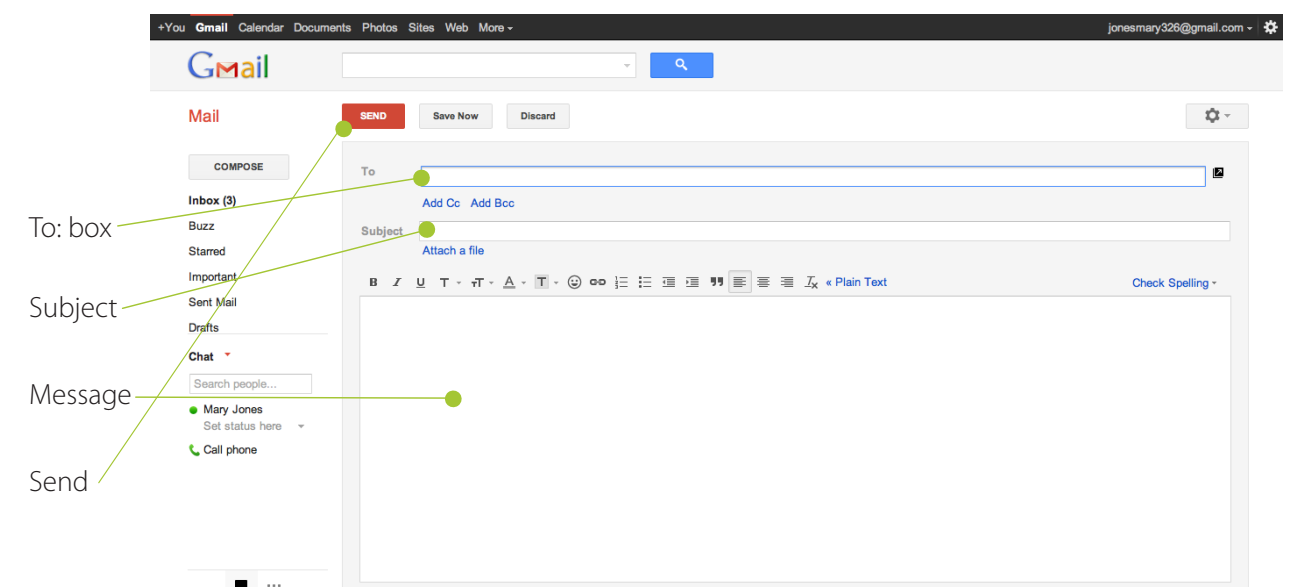 +You Gmail Calendar Documents Photos Sites Web More jonesmary326@gmail.com
Gmail
Mail SEND Save Now Discard
COMPOSE
To
Inbox (3)
Add Cc Add Bcc
To: box
Buzz
Subject
Starred
Attach a file
Important
B I U T T A T « Plain Text Check Spelling
Sent Mail
Subject
Drafts
Chat
Search people...
Message
Mary Jones
Set status here
Call phone
Send